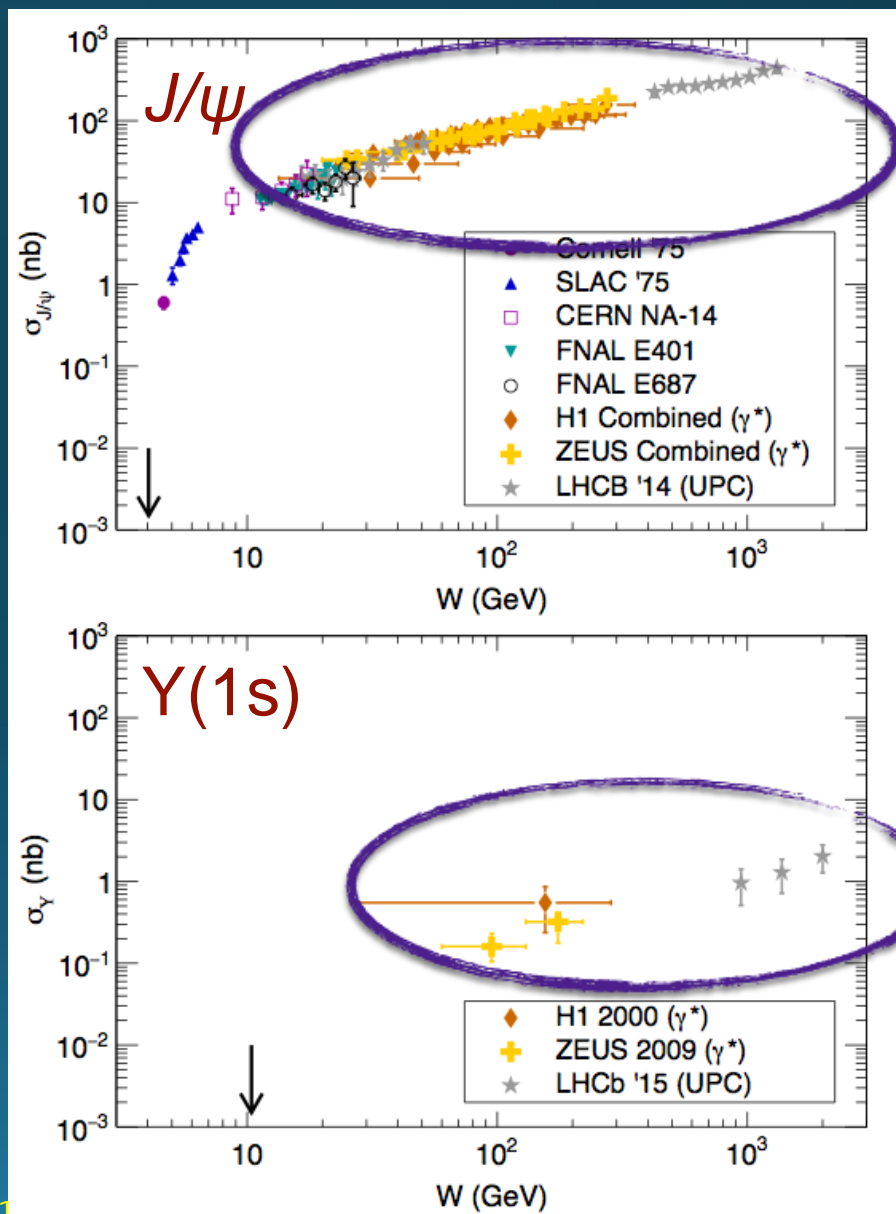 10³
10²
10
1
10⁻¹
10⁻²
10⁻³
σJ/ψ (nb)
J/ψ
Cornell '75
SLAC '75
CERN NA-14
FNAL E401
FNAL E687
H1 Combined (γ*)
ZEUS Combined (γ*)
LHCB '14 (UPC)
10 10² 10³
W (GeV)
10³
10²
10
1
10⁻¹
10⁻²
10⁻³
σY (nb)
Y(1s)
H1 2000 (γ*)
ZEUS 2009 (γ*)
LHCb '15 (UPC)
10 10² 10³
W (GeV)
1